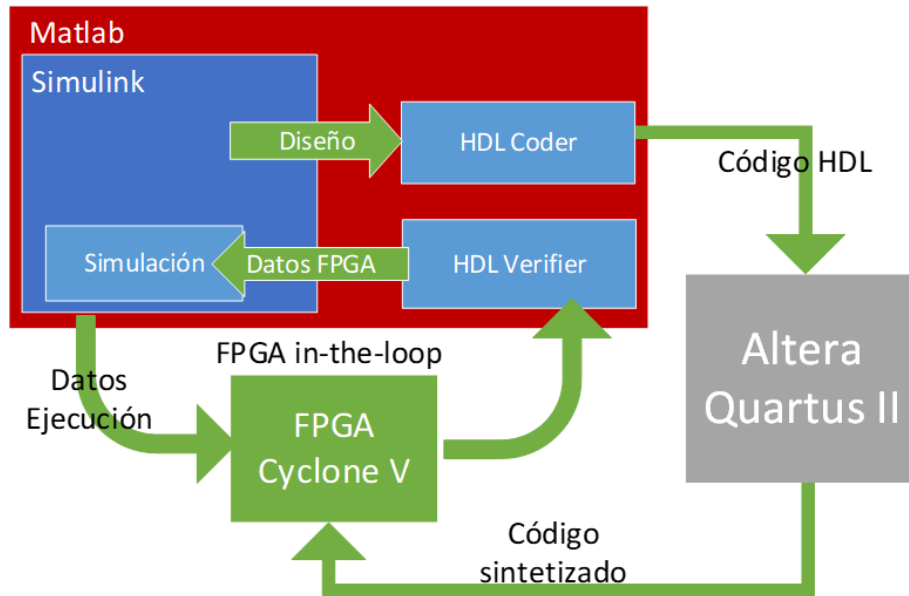 Matlab
Simulink
Diseño
HDL Coder
Código HDL
Simulación
Datos FPGA
HDL Verifier
FPGA in-the-loop
Datos
Ejecución
FPGA
Cyclone V
Altera
Quartus II
Código
sintetizado